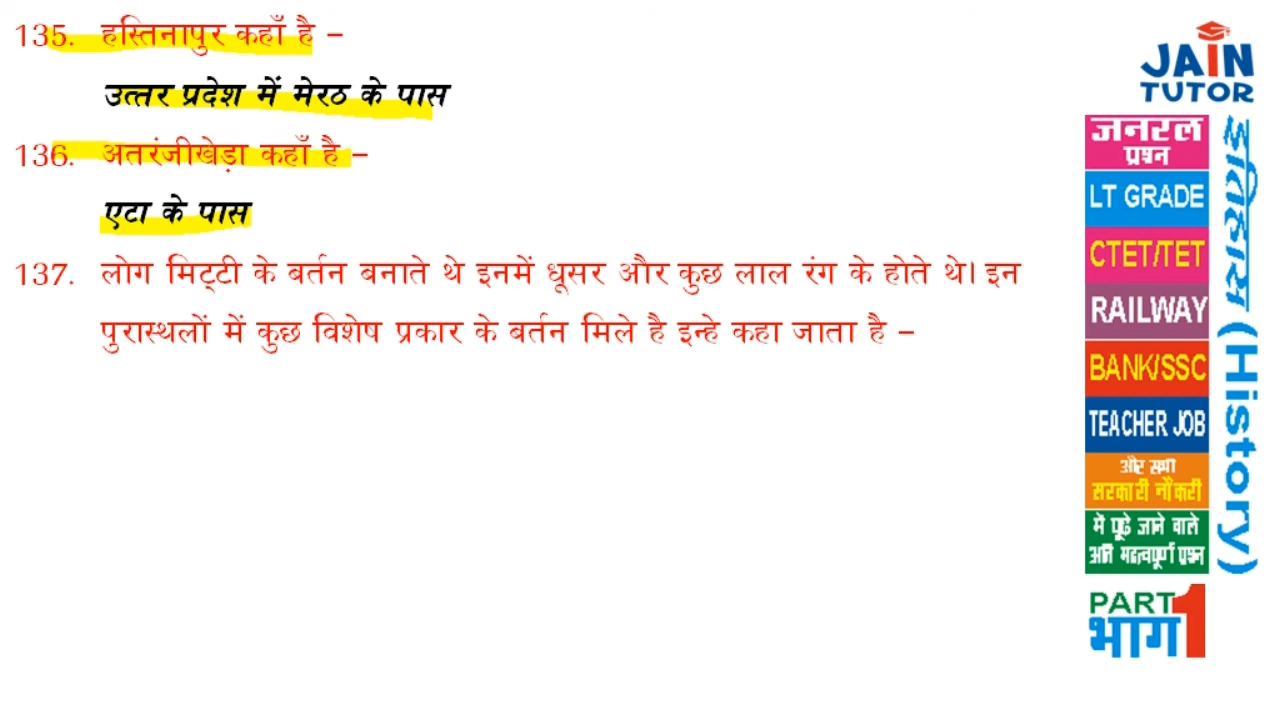 135. हस्तिनापुर कहाँ है –
उत्तर प्रदेश में मेरठ के पास
136. अतरंजीखेड़ा कहाँ है –
एटा के पास
137. लोग मिट्टी के बर्तन बनाते थे इनमें धूसर और कुछ लाल रंग के होते थे। इन
पुरास्थलों में कुछ विशेष प्रकार के बर्तन मिले है इन्हे कहा जाता है –
JAIN
TUTOR
जनरल
प्रश्न
LT GRADE
CTET/TET
RAILWAY
BANK/SSC
TEACHER JOB
और सभी
सरकारी नौकरी
में पूछे जाने वाले
अति महत्वपूर्ण प्रश्न
इतिहास (History)
PART 1
भाग